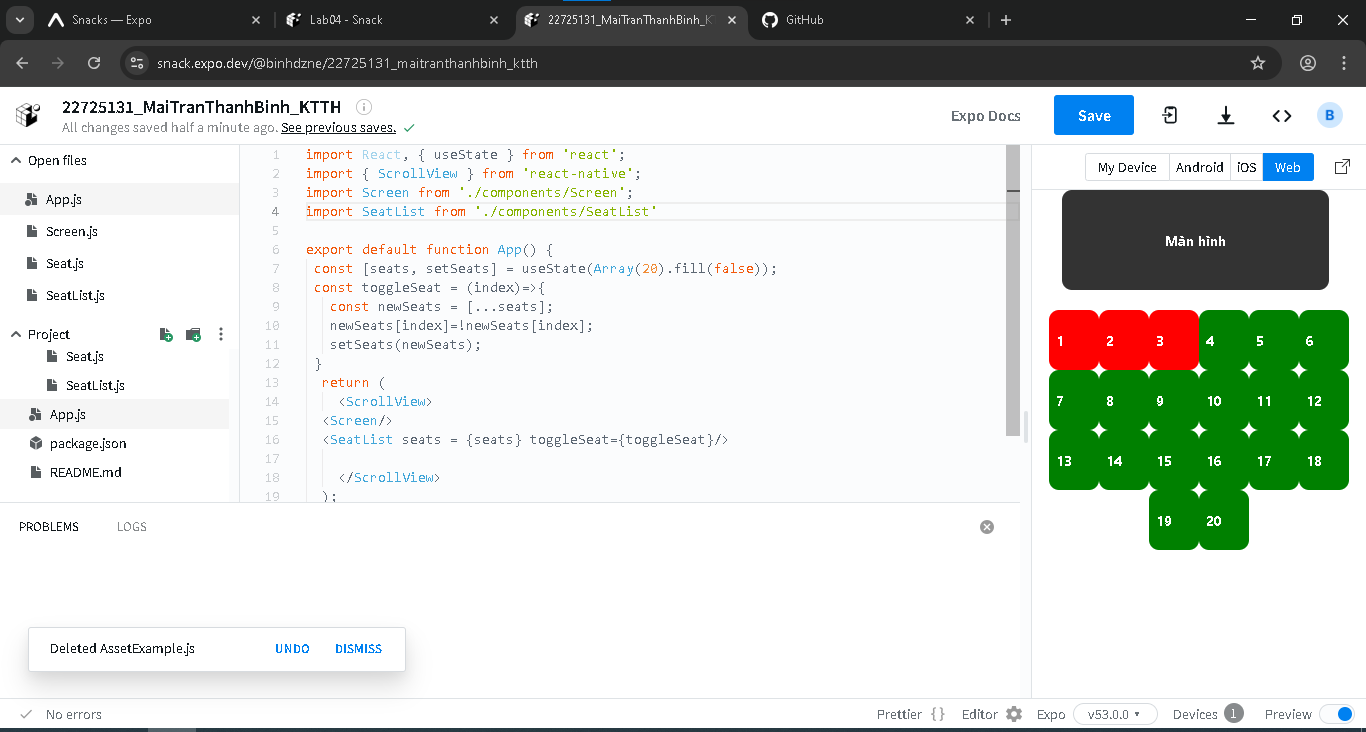 Snacks — Expo
Lab04 - Snack
22725131_MaiTranThanhBinh_KT
GitHub
snack.expo.dev/@binhdzne/22725131_maitranthanhbinh_ktth
22725131_MaiTranThanhBinh_KTTH
All changes saved half a minute ago. See previous saves.
Expo Docs
Save
B
Open files
App.js
Screen.js
Seat.js
SeatList.js
Project
Seat.js
SeatList.js
App.js
package.json
README.md
1 import React, { useState } from 'react';
2 import { ScrollView } from 'react-native';
3 import Screen from './components/Screen';
4 import SeatList from './components/SeatList'
5
6 export default function App() {
7 const [seats, setSeats] = useState(Array(20).fill(false));
8 const toggleSeat = (index)=>{
9 const newSeats = [...seats];
10 newSeats[index]=!newSeats[index];
11 setSeats(newSeats);
12 }
13 return (
14 <ScrollView>
15 <Screen/>
16 <SeatList seats = {seats} toggleSeat={toggleSeat}/>
17
18 </ScrollView>
19 );
My Device Android iOS Web
Màn hình
1 2 3 4 5 6
7 8 9 10 11 12
13 14 15 16 17 18
19 20
PROBLEMS LOGS
Deleted AssetExample.js UNDO DISMISS
No errors
Prettier {} Editor Expo v53.0.0 Devices 1 Preview